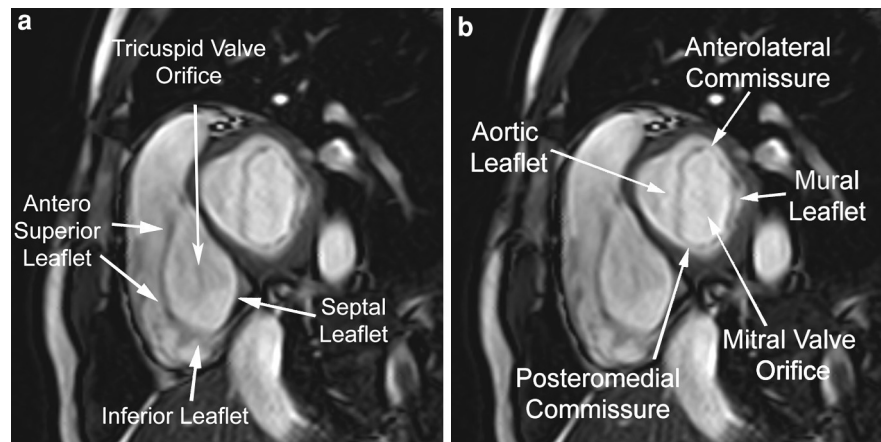 a
Tricuspid Valve
Orifice
Antero
Superior
Leaflet
Septal
Leaflet
Inferior Leaflet
b
Anterolateral
Commissure
Aortic
Leaflet
Mural
Leaflet
Mitral Valve
Orifice
Posteromedial
Commissure